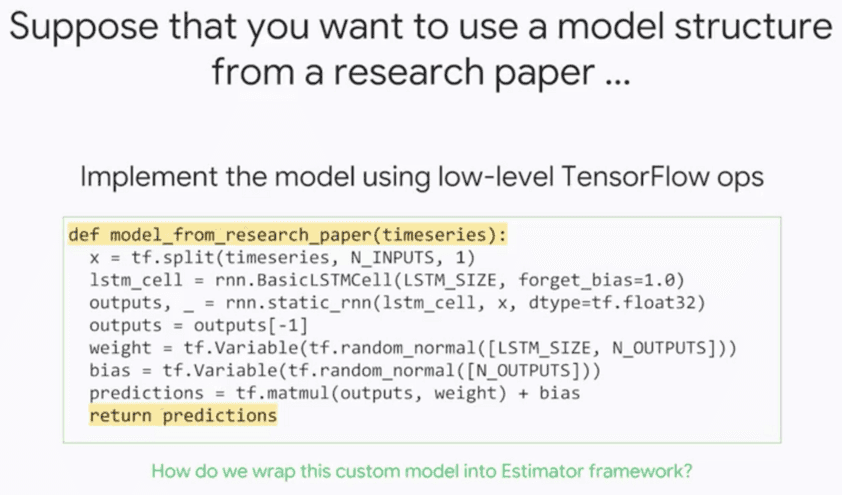 Suppose that you want to use a model structure
from a research paper ...
Implement the model using low-level TensorFlow ops
def model_from_research_paper(timeseries):
  x = tf.split(timeseries, N_INPUTS, 1)
  lstm_cell = rnn.BasicLSTMCell(LSTM_SIZE, forget_bias=1.0)
  outputs, _ = rnn.static_rnn(lstm_cell, x, dtype=tf.float32)
  outputs = outputs[-1]
  weight = tf.Variable(tf.random_normal([LSTM_SIZE, N_OUTPUTS]))
  bias = tf.Variable(tf.random_normal([N_OUTPUTS]))
  predictions = tf.matmul(outputs, weight) + bias
  return predictions
How do we wrap this custom model into Estimator framework?